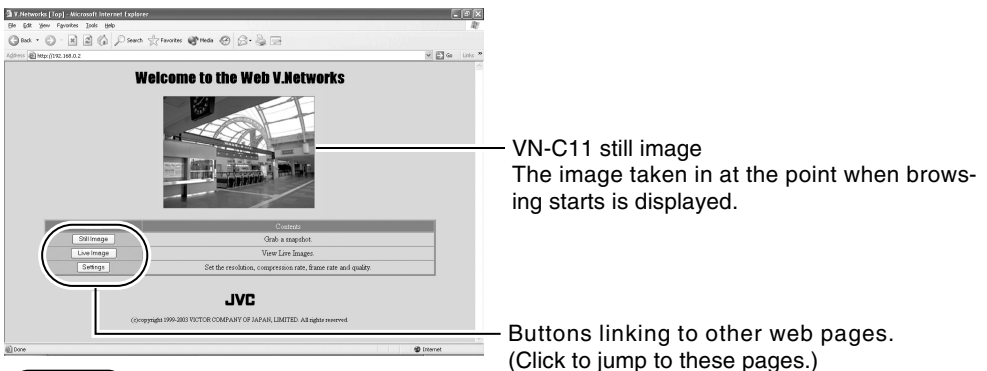 V.Networks [Top] - Microsoft Internet Explorer
File Edit View Favorites Tools Help
Back Search Favorites Media
Address http://192.168.0.2 Go Links
Welcome to the Web V.Networks
VN-C11 still image
The image taken in at the point when brows-
ing starts is displayed.
Contents
Still Image Grab a snapshot.
Live Image View Live Images.
Settings Set the resolution, compression rate, frame rate and quality.
JVC
(c)copyright 1999-2003 VICTOR COMPANY OF JAPAN, LIMITED. All rights reserved.
Buttons linking to other web pages.
(Click to jump to these pages.)
Done Internet